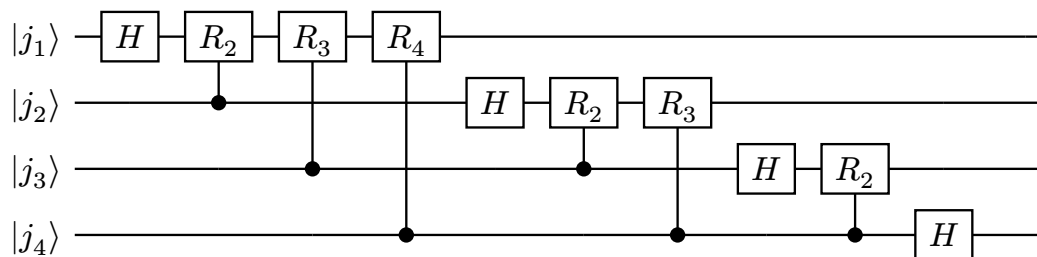 |j₁⟩ H R₂ R₃ R₄
|j₂⟩ H R₂ R₃
|j₃⟩ H R₂
|j₄⟩ H